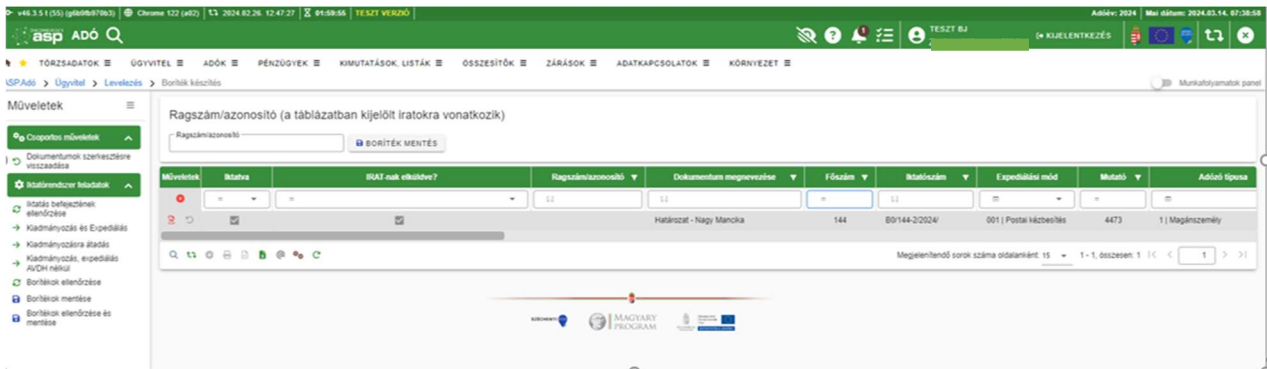 v46.3.5 t (55) (g6b9fb970b3) Chrome 122 (a82) 2024.02.26. 12:47:27 01:59:55 TESZT VERZIÓ Adóév: 2024 Mai dátum: 2024.03.14. 07:38:58
asp ADÓ TESZT BJ KIJELENTKEZÉS
TÖRZSADATOK ÜGYVITEL ADÓK PÉNZÜGYEK KIMUTATÁSOK, LISTÁK ÖSSZESÍTŐK ZÁRÁSOK ADATKAPCSOLATOK KÖRNYEZET
ASP.Adó > Ügyvitel > Levelezés > Boríték készítés Munkafolyamatok panel
Műveletek
Csoportos műveletek
Dokumentumok szerkesztésre
visszaadása
Iktatórendszer feladatok
Iktatás befejeztének
ellenőrzése
Kiadmányozás és Expediálás
Kiadmányozásra átadás
Kiadmányozás, expediálás
AVDH nélkül
Borítékok ellenőrzése
Borítékok mentése
Borítékok ellenőrzése és
mentése
Ragszám/azonosító (a táblázatban kijelölt iratokra vonatkozik)
Ragszám/azonosító
BORÍTÉK MENTÉS
Műveletek Iktatva IRAT-nak elküldve? Ragszám/azonosító Dokumentum megnevezése Főszám Iktatószám Expediálási mód Mutató Adózó típusa
Határozat - Nagy Mancika 144 B0/144-2/2024/ 001 | Postai kézbesítés 4473 1 | Magánszemély
Megjelenítendő sorok száma oldalanként: 15 1 - 1, összesen: 1 |< < 1 > >|
SZÉCHENYI MAGYARY
PROGRAM